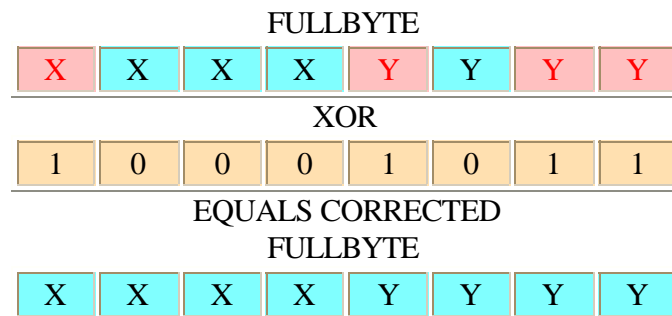 FULLBYTE
X X X X Y Y Y Y
XOR
1 0 0 0 1 0 1 1
EQUALS CORRECTED
FULLBYTE
X X X X Y Y Y Y